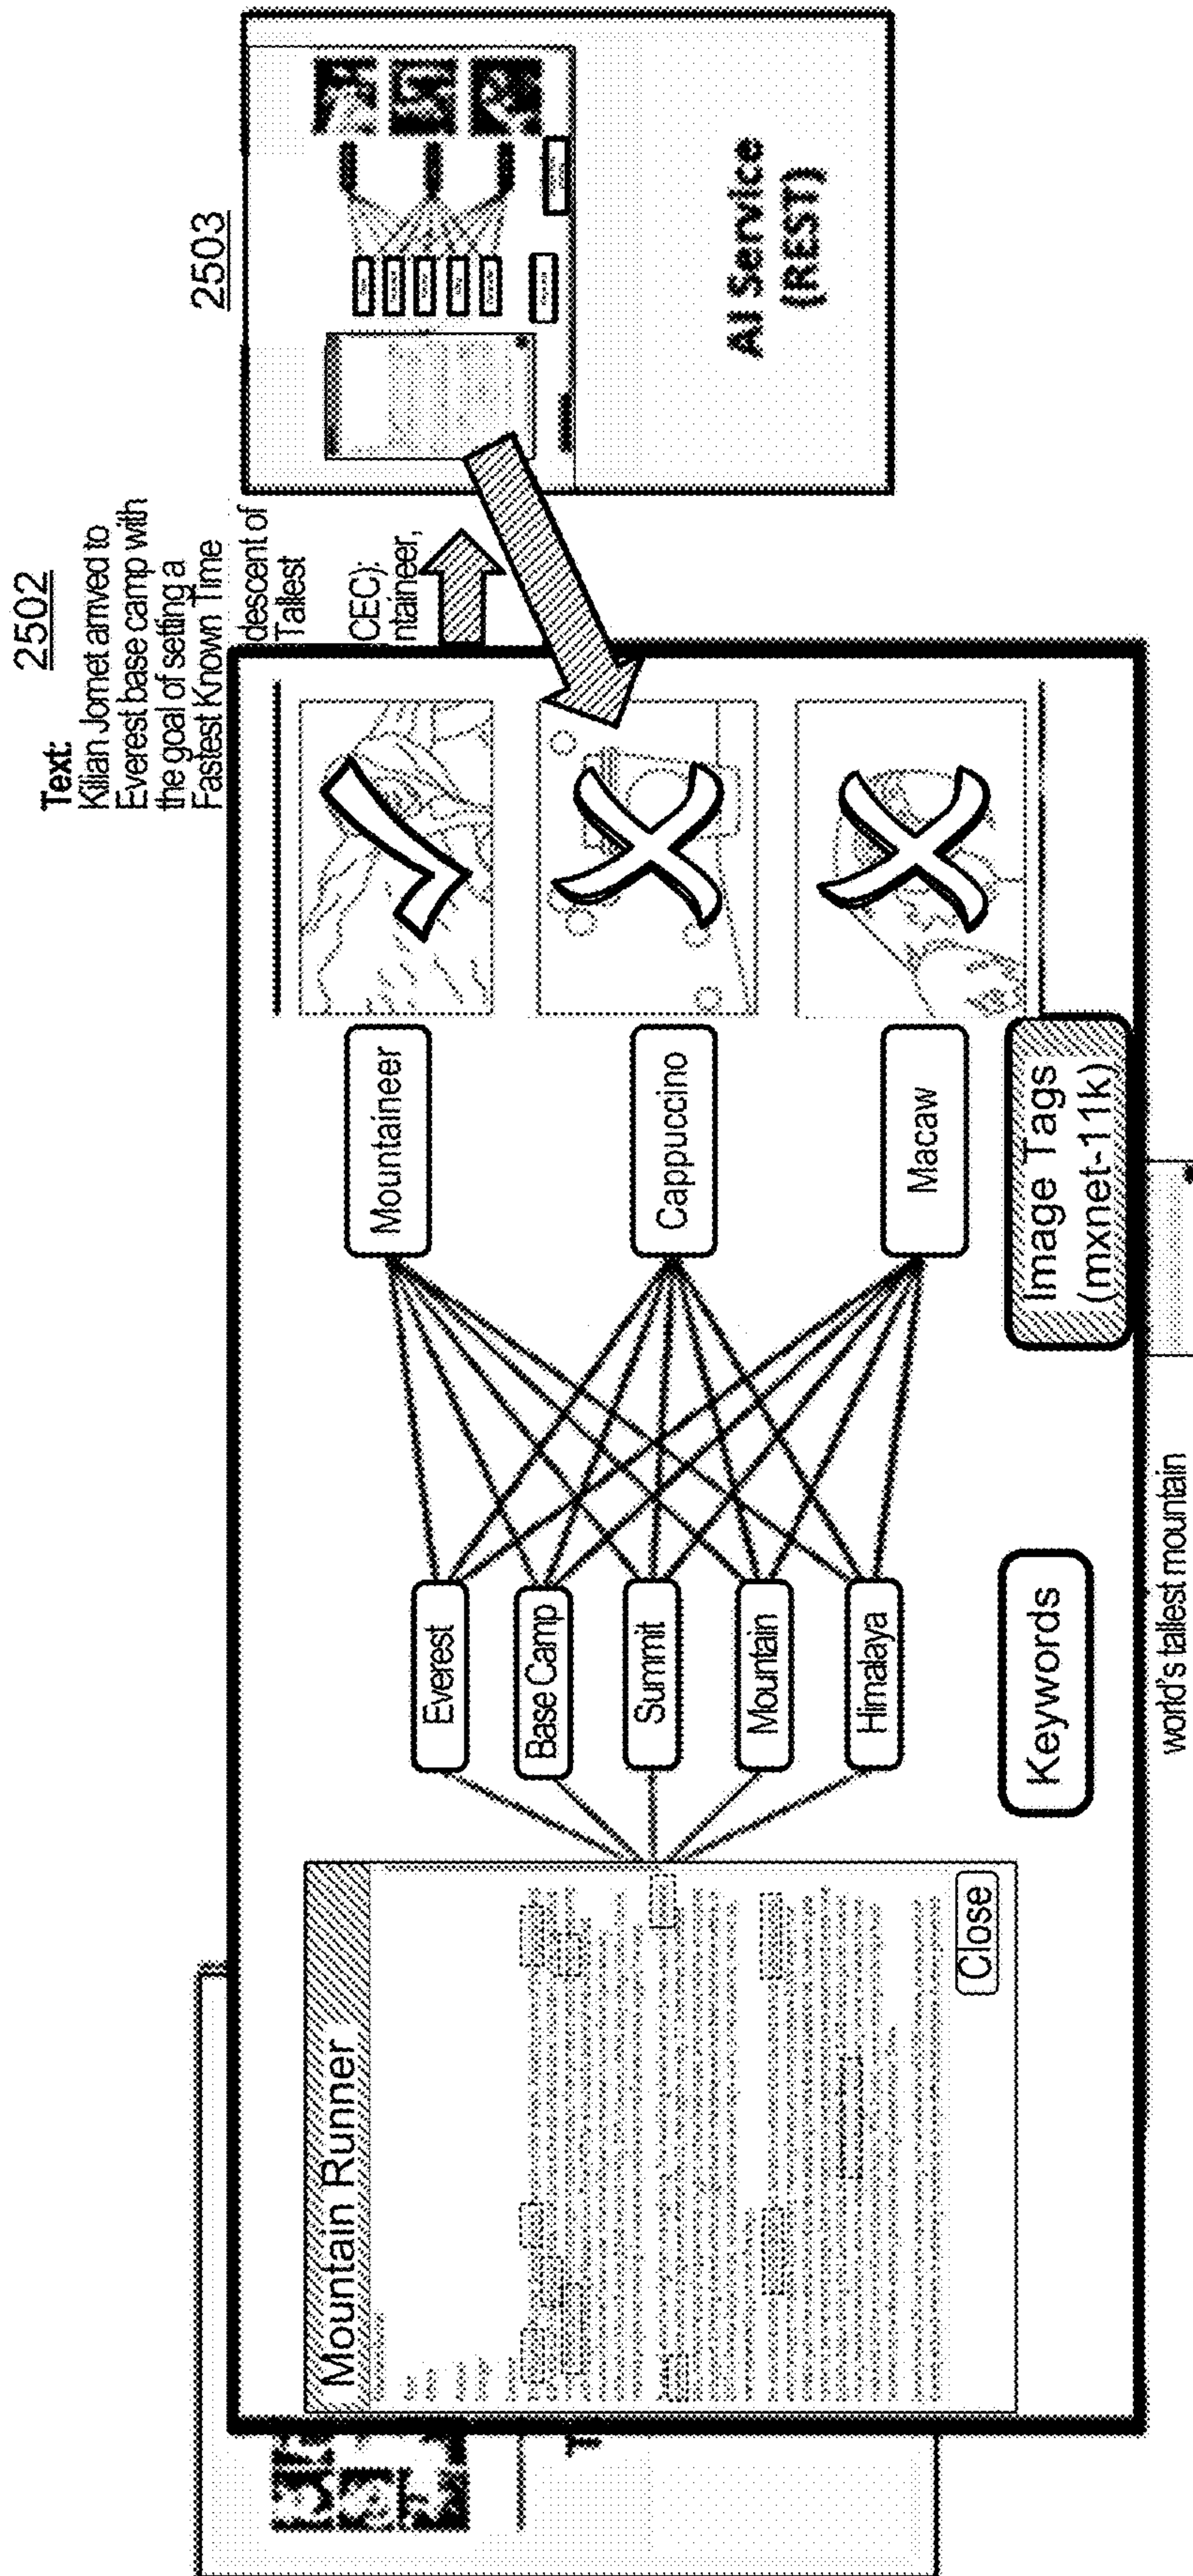 2502
Text:
Kilian Jornet arrived to
Everest base camp with
the goal of setting a
Fastest Known Time
descent of
Tallest
CEC):
ntaineer,
2503
AI Service
(REST)
Mountain Runner
Close
Everest
Base Camp
Summit
Mountain
Himalaya
Keywords
Mountaineer
Cappuccino
Macaw
Image Tags
(mxnet-11k)
T
world's tallest mountain